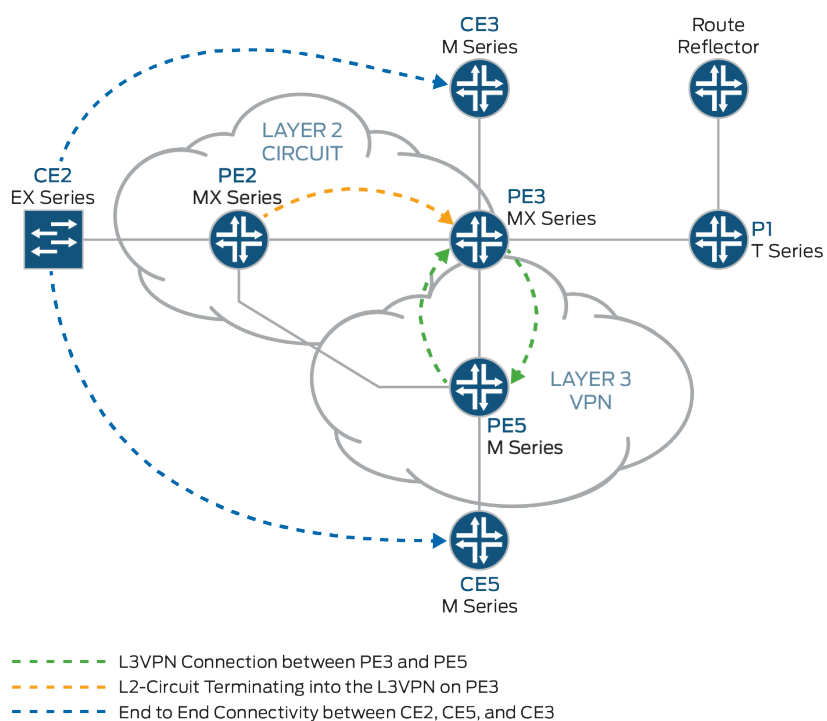 CE3
M Series
Route
Reflector
LAYER 2
CIRCUIT
CE2
EX Series
PE2
MX Series
PE3
MX Series
P1
T Series
LAYER 3
VPN
PE5
M Series
CE5
M Series
L3VPN Connection between PE3 and PE5
L2-Circuit Terminating into the L3VPN on PE3
End to End Connectivity between CE2, CE5, and CE3